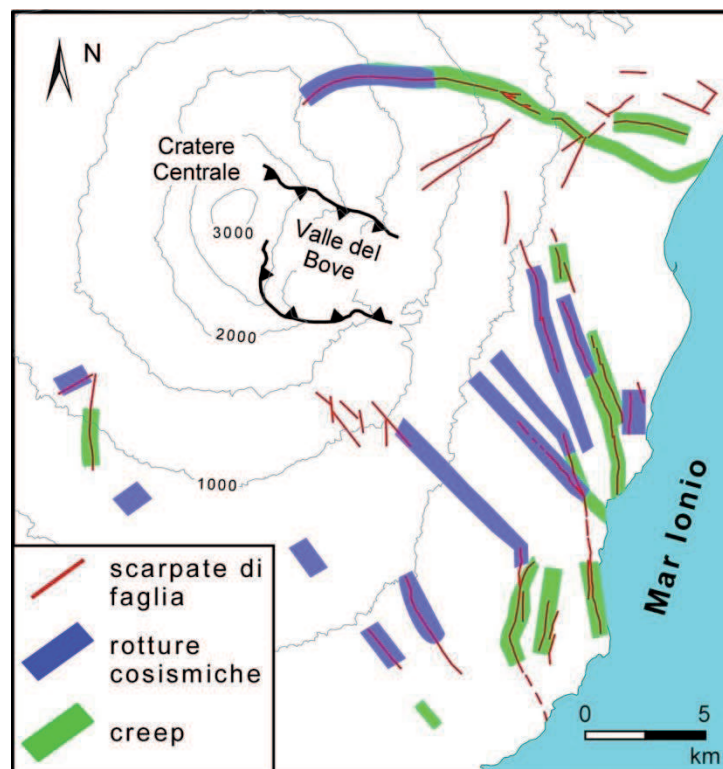 N
Cratere
Centrale
3000
Valle del
Bove
2000
1000
Mar Ionio
scarpate di
faglia
rotture
cosismiche
creep
0 5
km